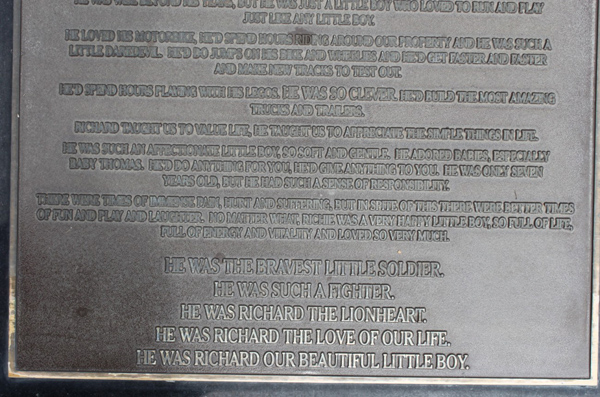 HE WAS WISE BEYOND HIS YEARS, BUT HE WAS JUST A LITTLE BOY WHO LOVED TO RUN AND PLAY
JUST LIKE ANY LITTLE BOY.
HE LOVED HIS MOTORBIKE, HE'D SPEND HOURS RIDING AROUND OUR PROPERTY AND HE WAS SUCH A
LITTLE DAREDEVIL. HE'D DO JUMPS ON HIS BIKE AND WHEELIES AND HE'D GET FASTER AND FASTER
AND MAKE NEW TRACKS TO TEST OUT.
HE'D SPEND HOURS PLAYING WITH HIS LEGOS. HE WAS SO CLEVER. HE'D BUILD THE MOST AMAZING
TRUCKS AND TRAILERS.
RICHARD TAUGHT US TO VALUE LIFE, HE TAUGHT US TO APPRECIATE THE SIMPLE THINGS IN LIFE.
HE WAS SUCH AN AFFECTIONATE LITTLE BOY, SO SOFT AND GENTLE. HE ADORED BABIES, ESPECIALLY
BABY THOMAS. HE'D DO ANYTHING FOR YOU, HE'D GIVE ANYTHING TO YOU. HE WAS ONLY SEVEN
YEARS OLD, BUT HE HAD SUCH A SENSE OF RESPONSIBILITY.
THERE WERE TIMES OF IMMENSE PAIN, HURT AND SUFFERING, BUT IN SPITE OF THIS THERE WERE BETTER TIMES
OF FUN AND PLAY AND LAUGHTER. NO MATTER WHAT, RICHIE WAS A VERY HAPPY LITTLE BOY, SO FULL OF LIFE,
FULL OF ENERGY AND VITALITY AND LOVED SO VERY MUCH.
HE WAS THE BRAVEST LITTLE SOLDIER.
HE WAS SUCH A FIGHTER.
HE WAS RICHARD THE LIONHEART.
HE WAS RICHARD THE LOVE OF OUR LIFE.
HE WAS RICHARD OUR BEAUTIFUL LITTLE BOY.